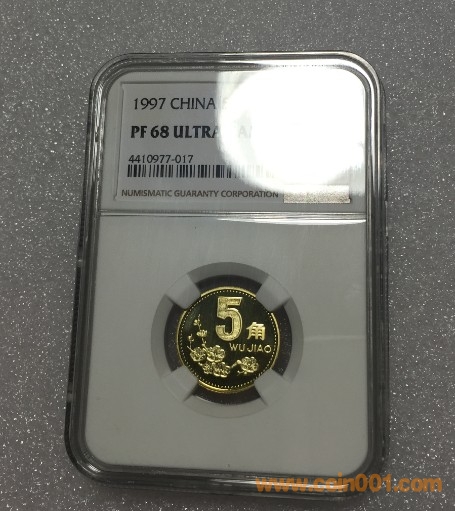 1997 CHINA
PF 68 ULTRA
4410977-017
NUMISMATIC GUARANTY CORPORATION
5 角
WU JIAO
www.coin001.com